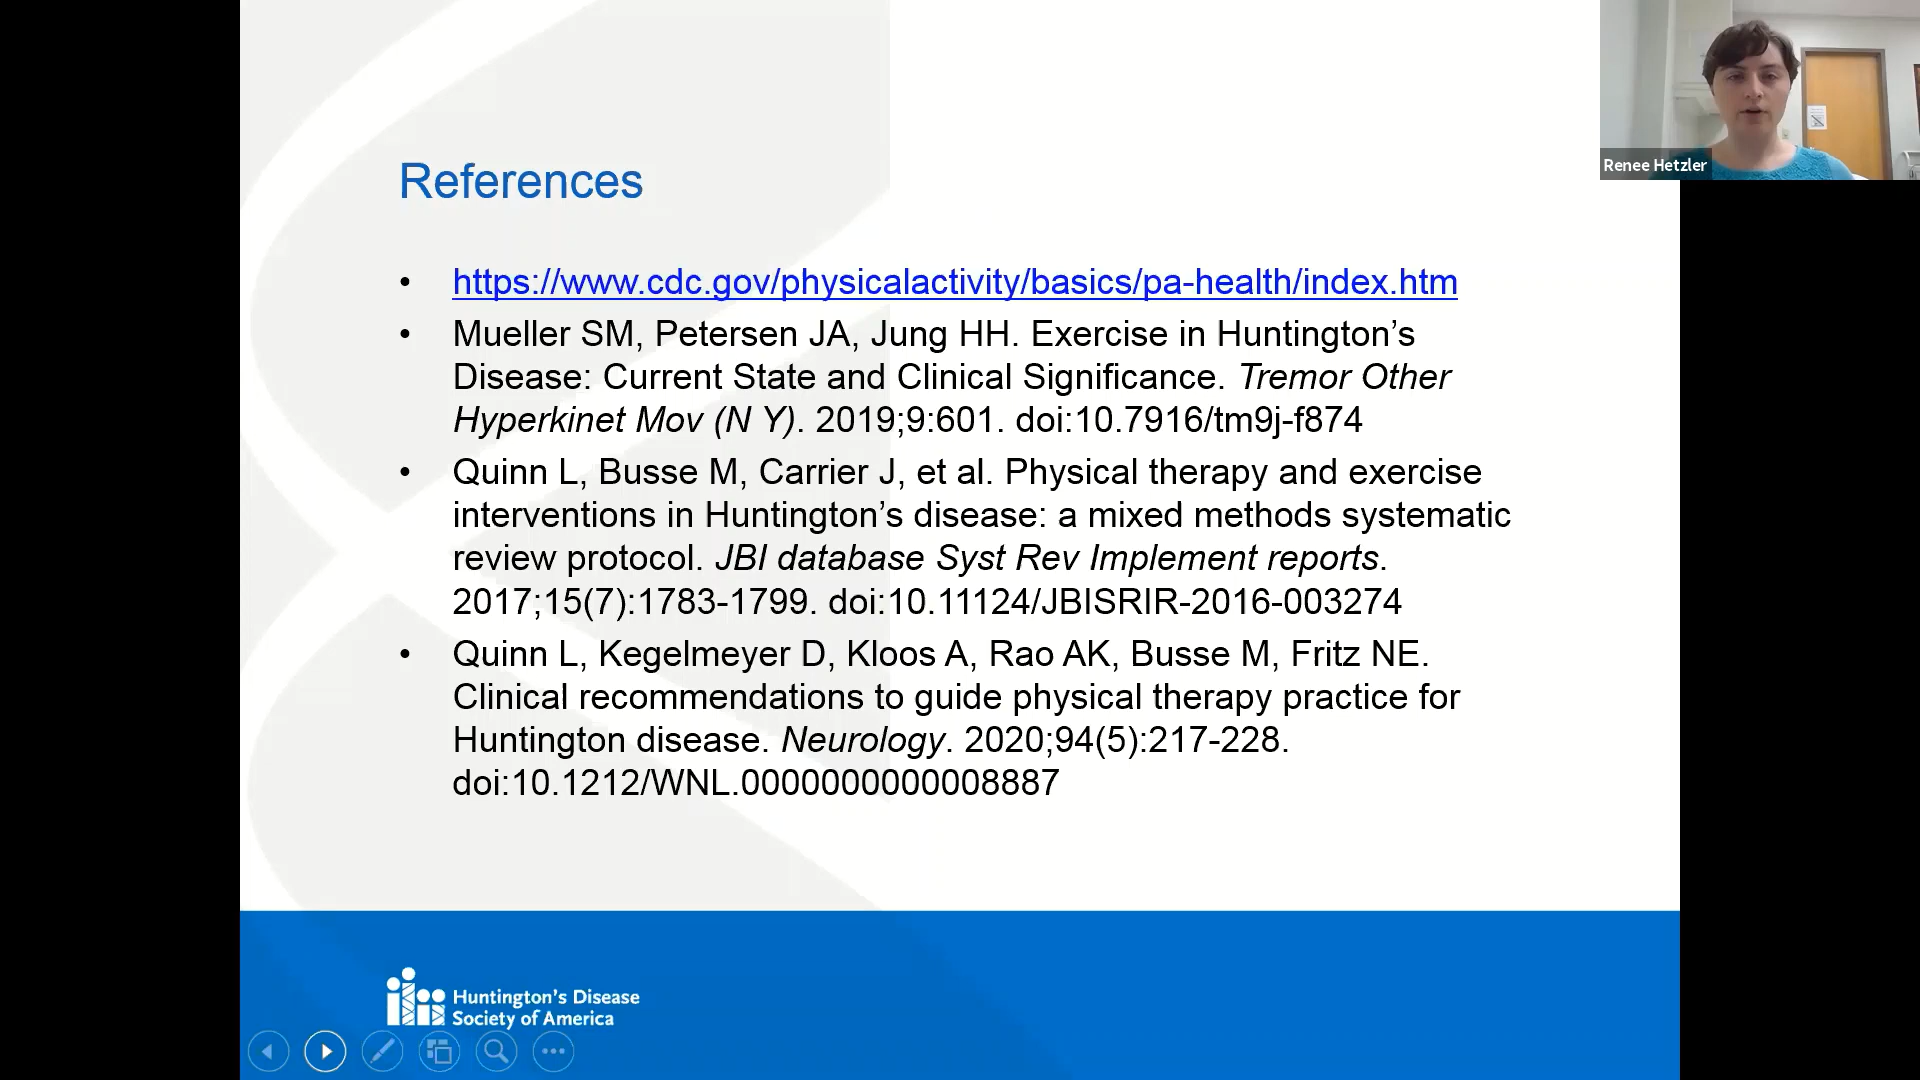 References
• https://www.cdc.gov/physicalactivity/basics/pa-health/index.htm
• Mueller SM, Petersen JA, Jung HH. Exercise in Huntington’s
Disease: Current State and Clinical Significance. Tremor Other
Hyperkinet Mov (N Y). 2019;9:601. doi:10.7916/tm9j-f874
• Quinn L, Busse M, Carrier J, et al. Physical therapy and exercise
interventions in Huntington’s disease: a mixed methods systematic
review protocol. JBI database Syst Rev Implement reports.
2017;15(7):1783-1799. doi:10.11124/JBISRIR-2016-003274
• Quinn L, Kegelmeyer D, Kloos A, Rao AK, Busse M, Fritz NE.
Clinical recommendations to guide physical therapy practice for
Huntington disease. Neurology. 2020;94(5):217-228.
doi:10.1212/WNL.0000000000008887
Huntington’s Disease
Society of America
Renee Hetzler